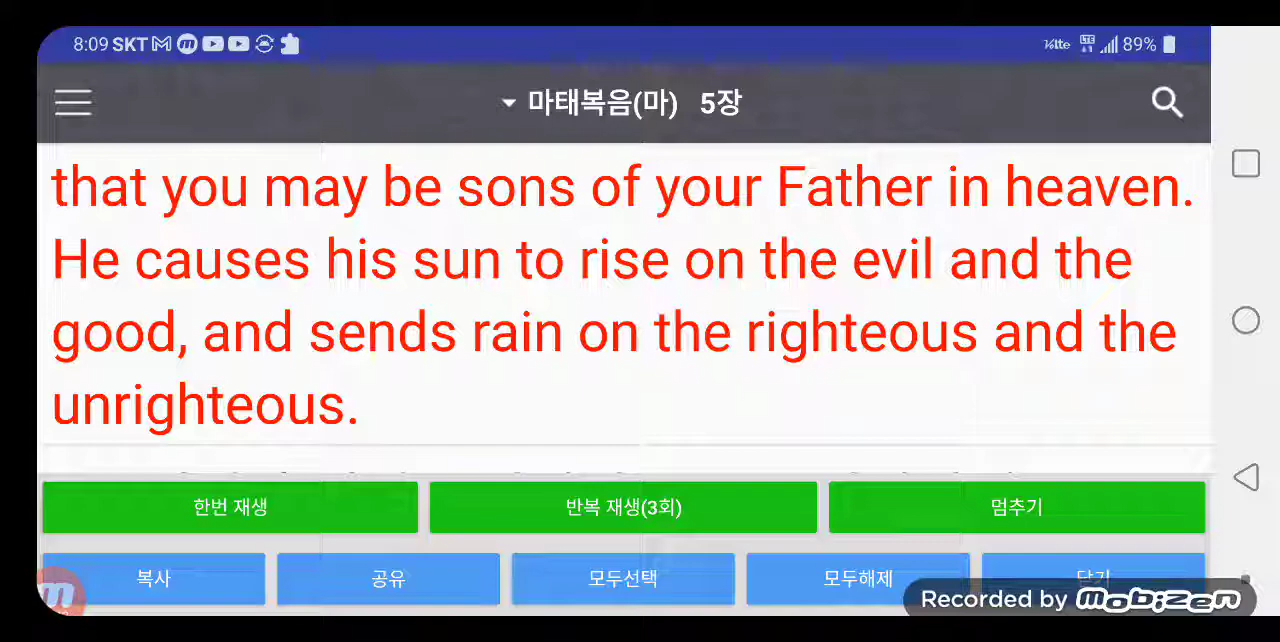 8:09 SKT 89%
마태복음(마) 5장
that you may be sons of your Father in heaven.
He causes his sun to rise on the evil and the
good, and sends rain on the righteous and the
unrighteous.
한번 재생 반복 재생(3회) 멈추기
복사 공유 모두선택 모두해제
Recorded by Mobizen